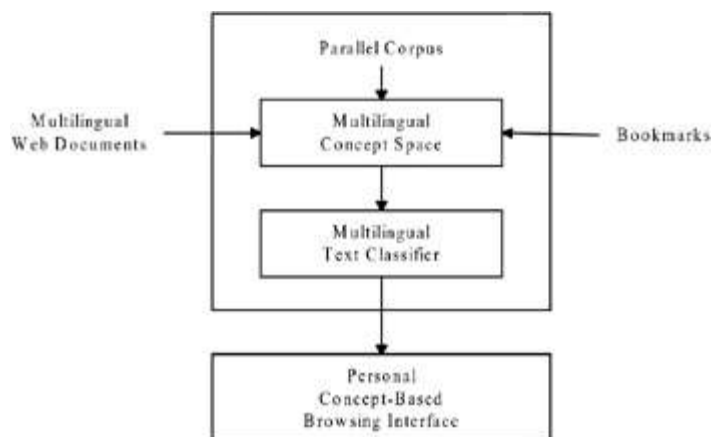 Parallel Corpus
Multilingual
Web Documents
Multilingual
Concept Space
Bookmarks
Multilingual
Text Classifier
Personal
Concept-Based
Browsing Interface